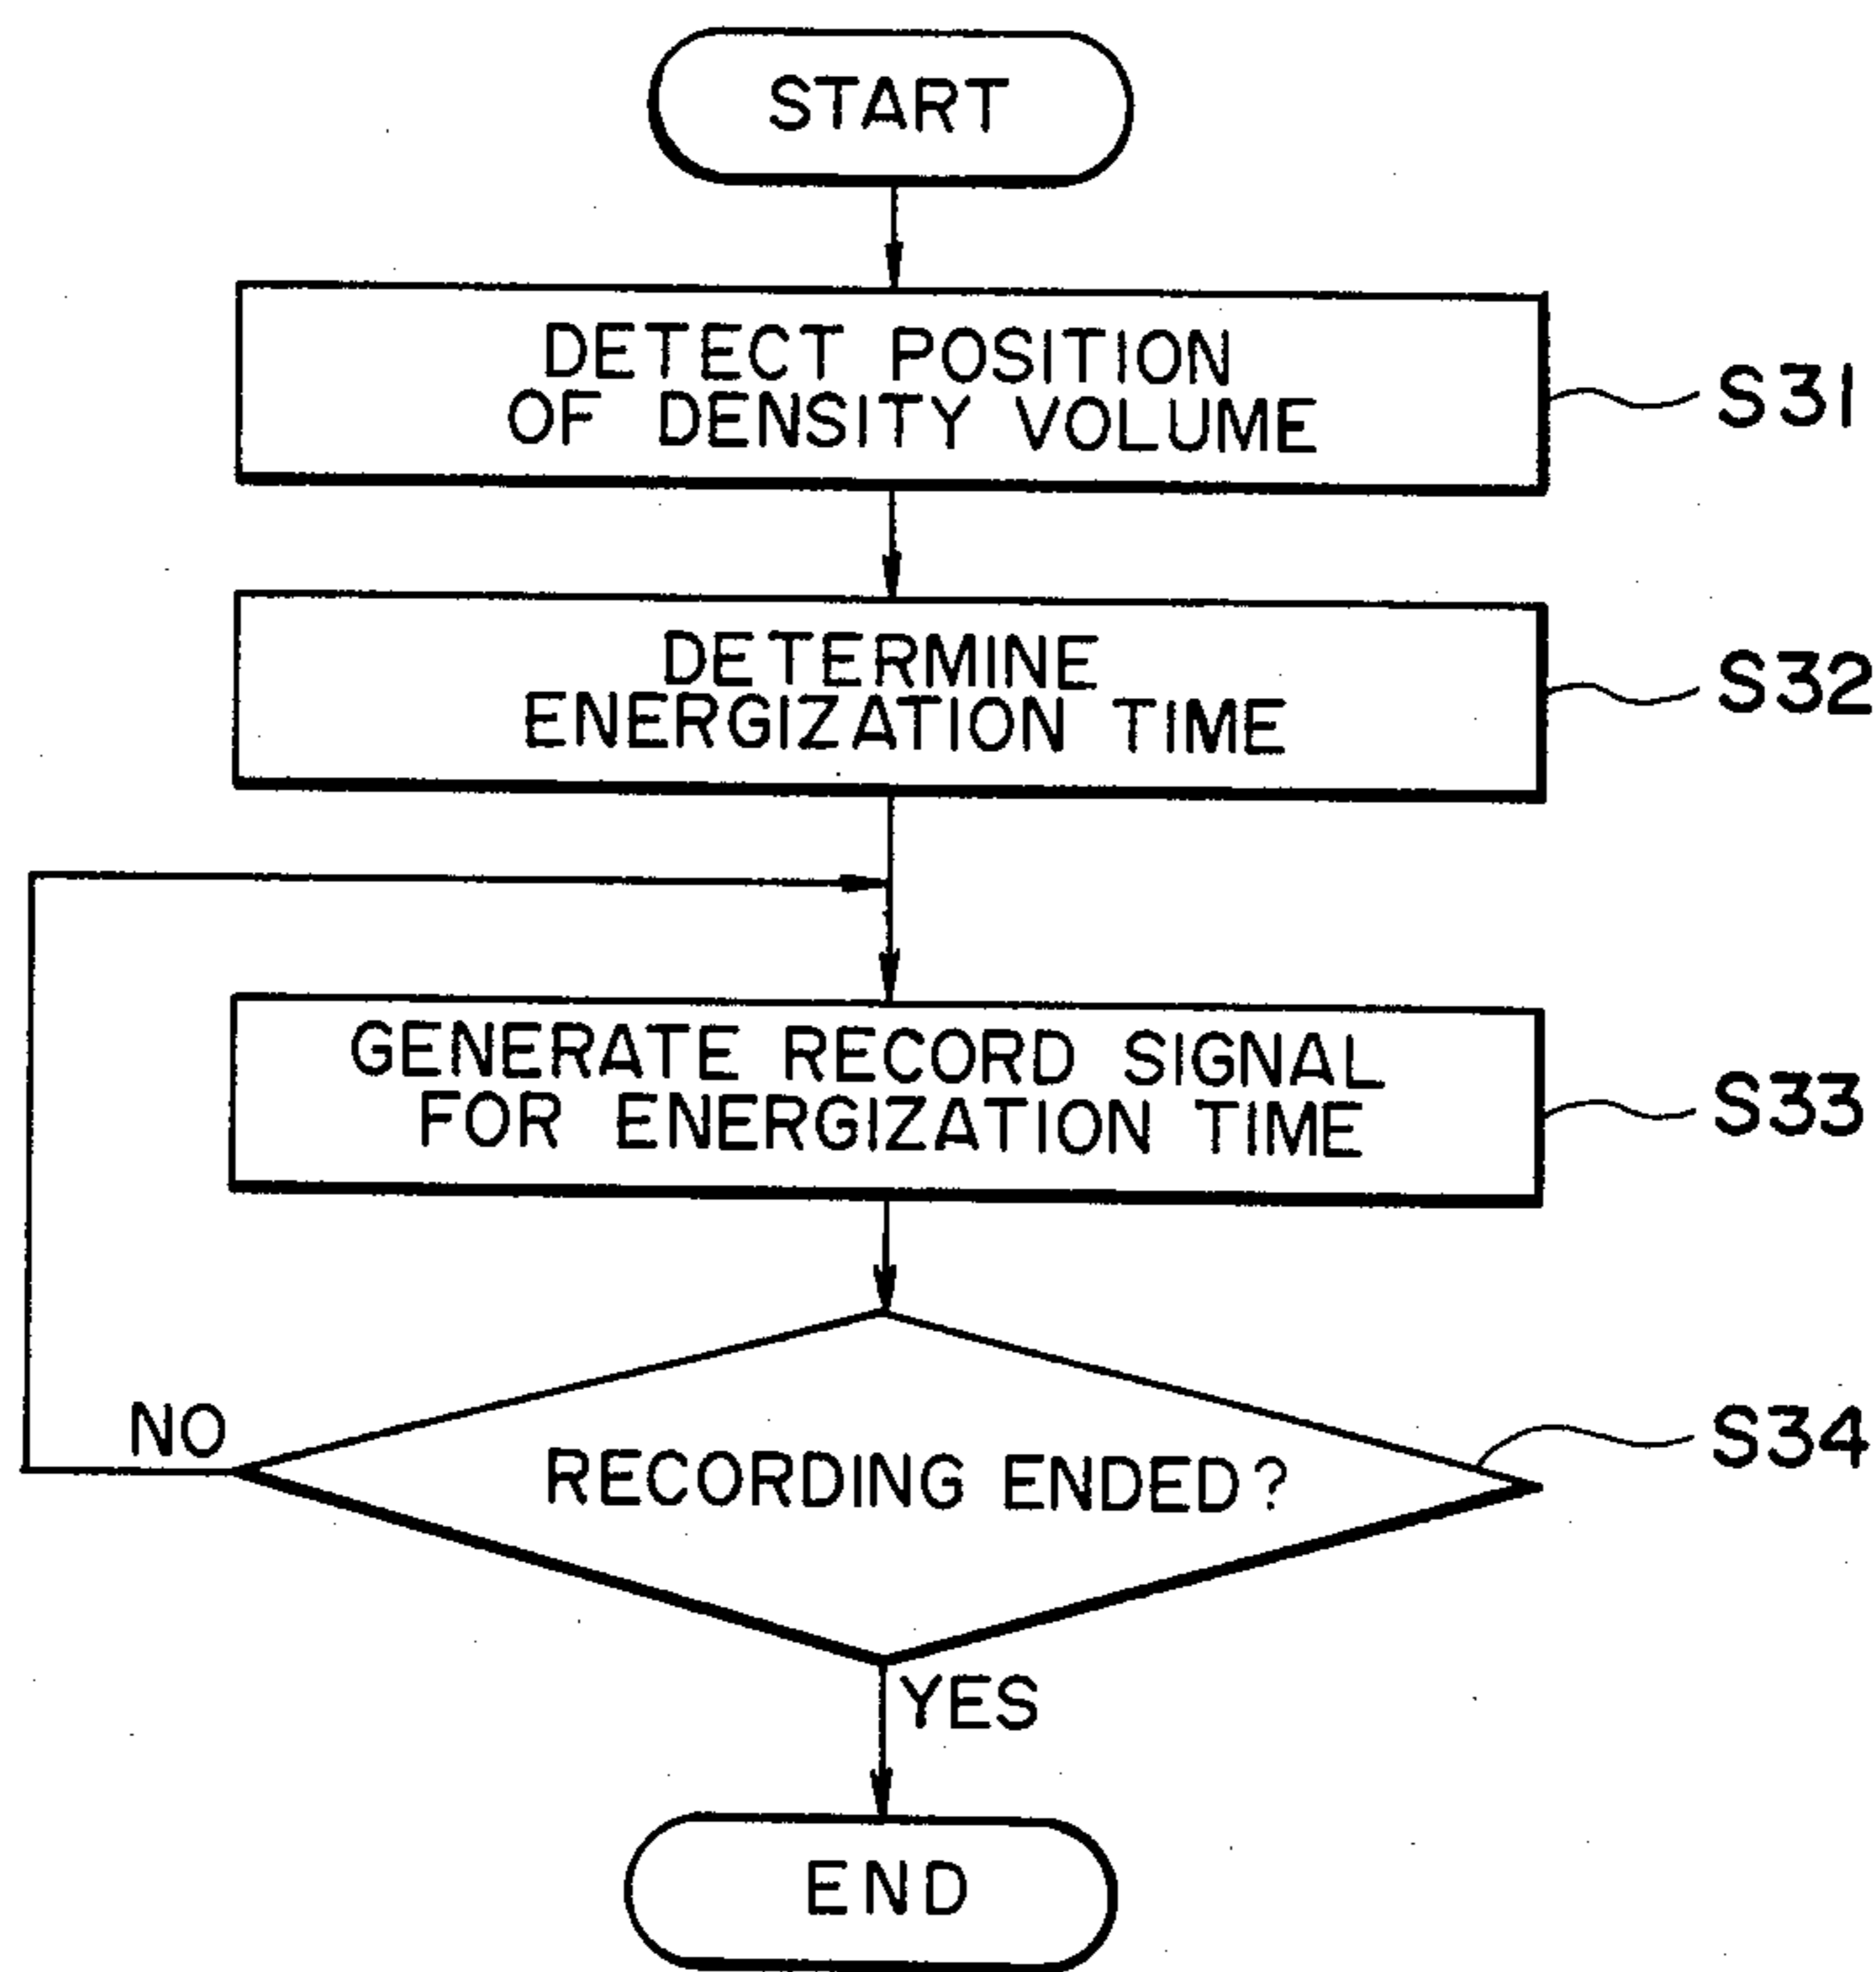 START
DETECT POSITION
OF DENSITY VOLUME
S31
DETERMINE
ENERGIZATION TIME
S32
GENERATE RECORD SIGNAL
FOR ENERGIZATION TIME
S33
NO
RECORDING ENDED?
S34
YES
END